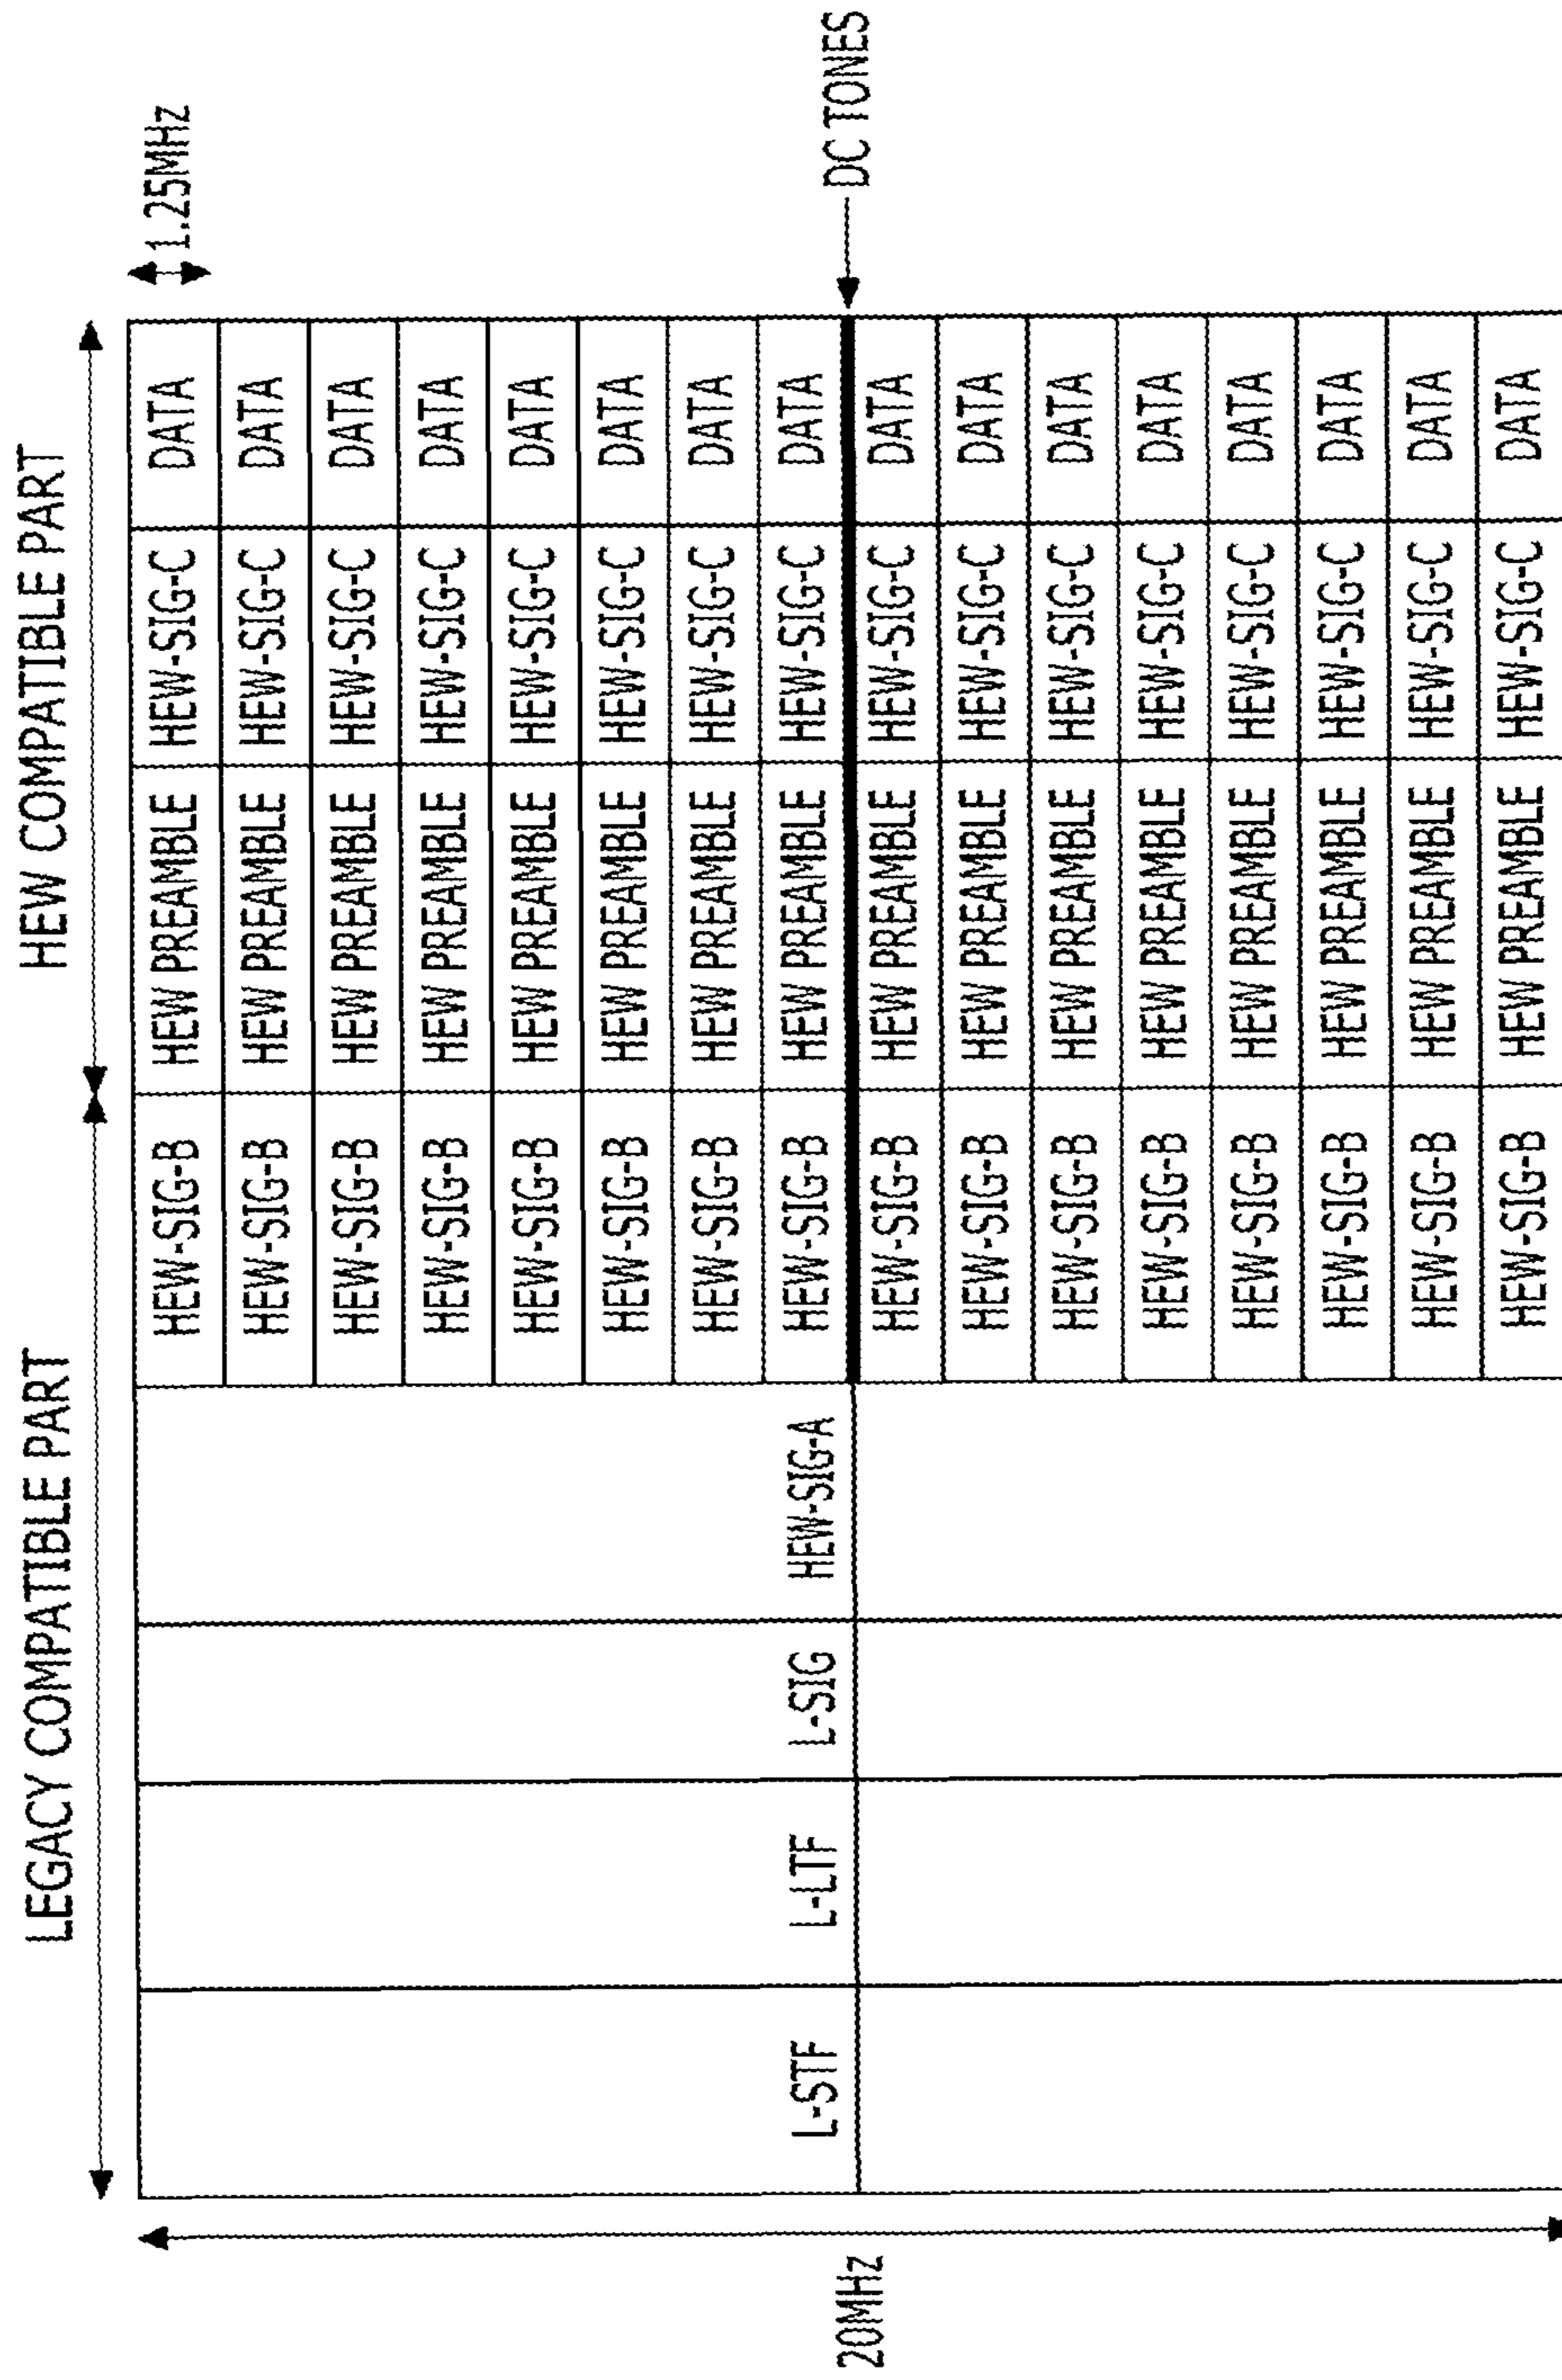 LEGACY COMPATIBLE PART HEW COMPATIBLE PART
HEW-SIG-B HEW PREAMBLE HEW-SIG-C DATA 1.25MHz
HEW-SIG-B HEW PREAMBLE HEW-SIG-C DATA
HEW-SIG-B HEW PREAMBLE HEW-SIG-C DATA
HEW-SIG-B HEW PREAMBLE HEW-SIG-C DATA
HEW-SIG-B HEW PREAMBLE HEW-SIG-C DATA
HEW-SIG-B HEW PREAMBLE HEW-SIG-C DATA
HEW-SIG-B HEW PREAMBLE HEW-SIG-C DATA
L-STF L-LTF L-SIG HEW-SIG-A HEW-SIG-B HEW PREAMBLE HEW-SIG-C DATA
20MHz DC TONES
HEW-SIG-B HEW PREAMBLE HEW-SIG-C DATA
HEW-SIG-B HEW PREAMBLE HEW-SIG-C DATA
HEW-SIG-B HEW PREAMBLE HEW-SIG-C DATA
HEW-SIG-B HEW PREAMBLE HEW-SIG-C DATA
HEW-SIG-B HEW PREAMBLE HEW-SIG-C DATA
HEW-SIG-B HEW PREAMBLE HEW-SIG-C DATA
HEW-SIG-B HEW PREAMBLE HEW-SIG-C DATA
HEW-SIG-B HEW PREAMBLE HEW-SIG-C DATA